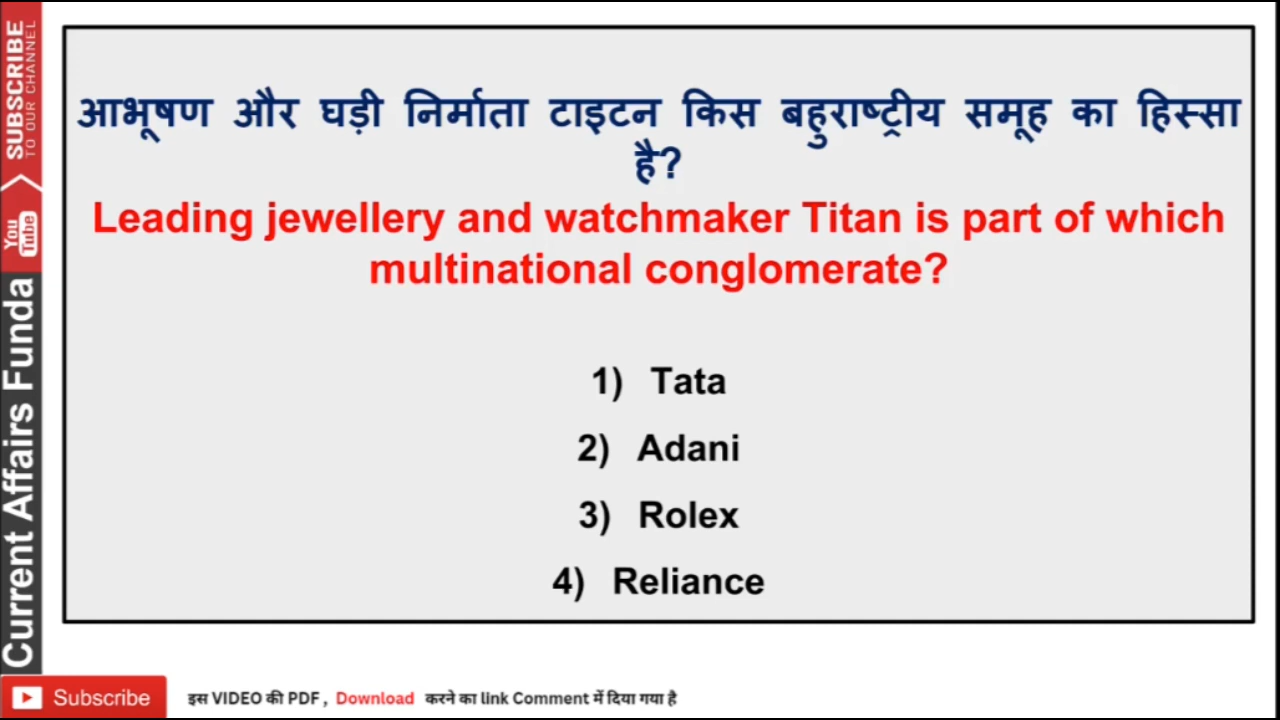 आभूषण और घड़ी निर्माता टाइटन किस बहुराष्ट्रीय समूह का हिस्सा
है?
Leading jewellery and watchmaker Titan is part of which
multinational conglomerate?
1) Tata
2) Adani
3) Rolex
4) Reliance
SUBSCRIBE
TO OUR CHANNEL
You
Tube
Current Affairs Funda
Subscribe
इस VIDEO की PDF , Download करने का link Comment में दिया गया है